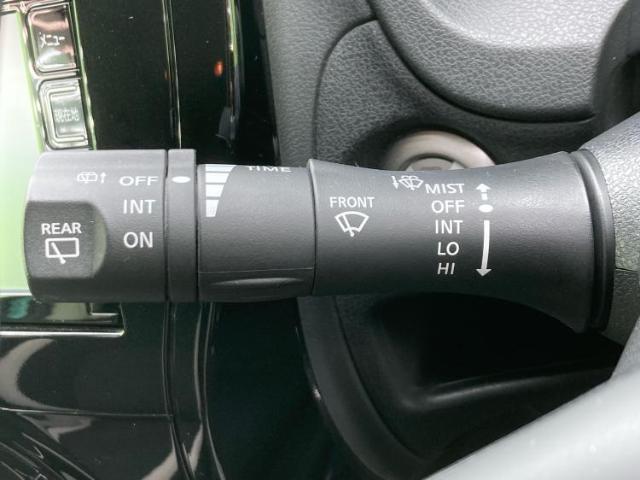 メニュー
現在地
REAR
OFF
INT
ON
TIME
FRONT
MIST
OFF
INT
LO
HI